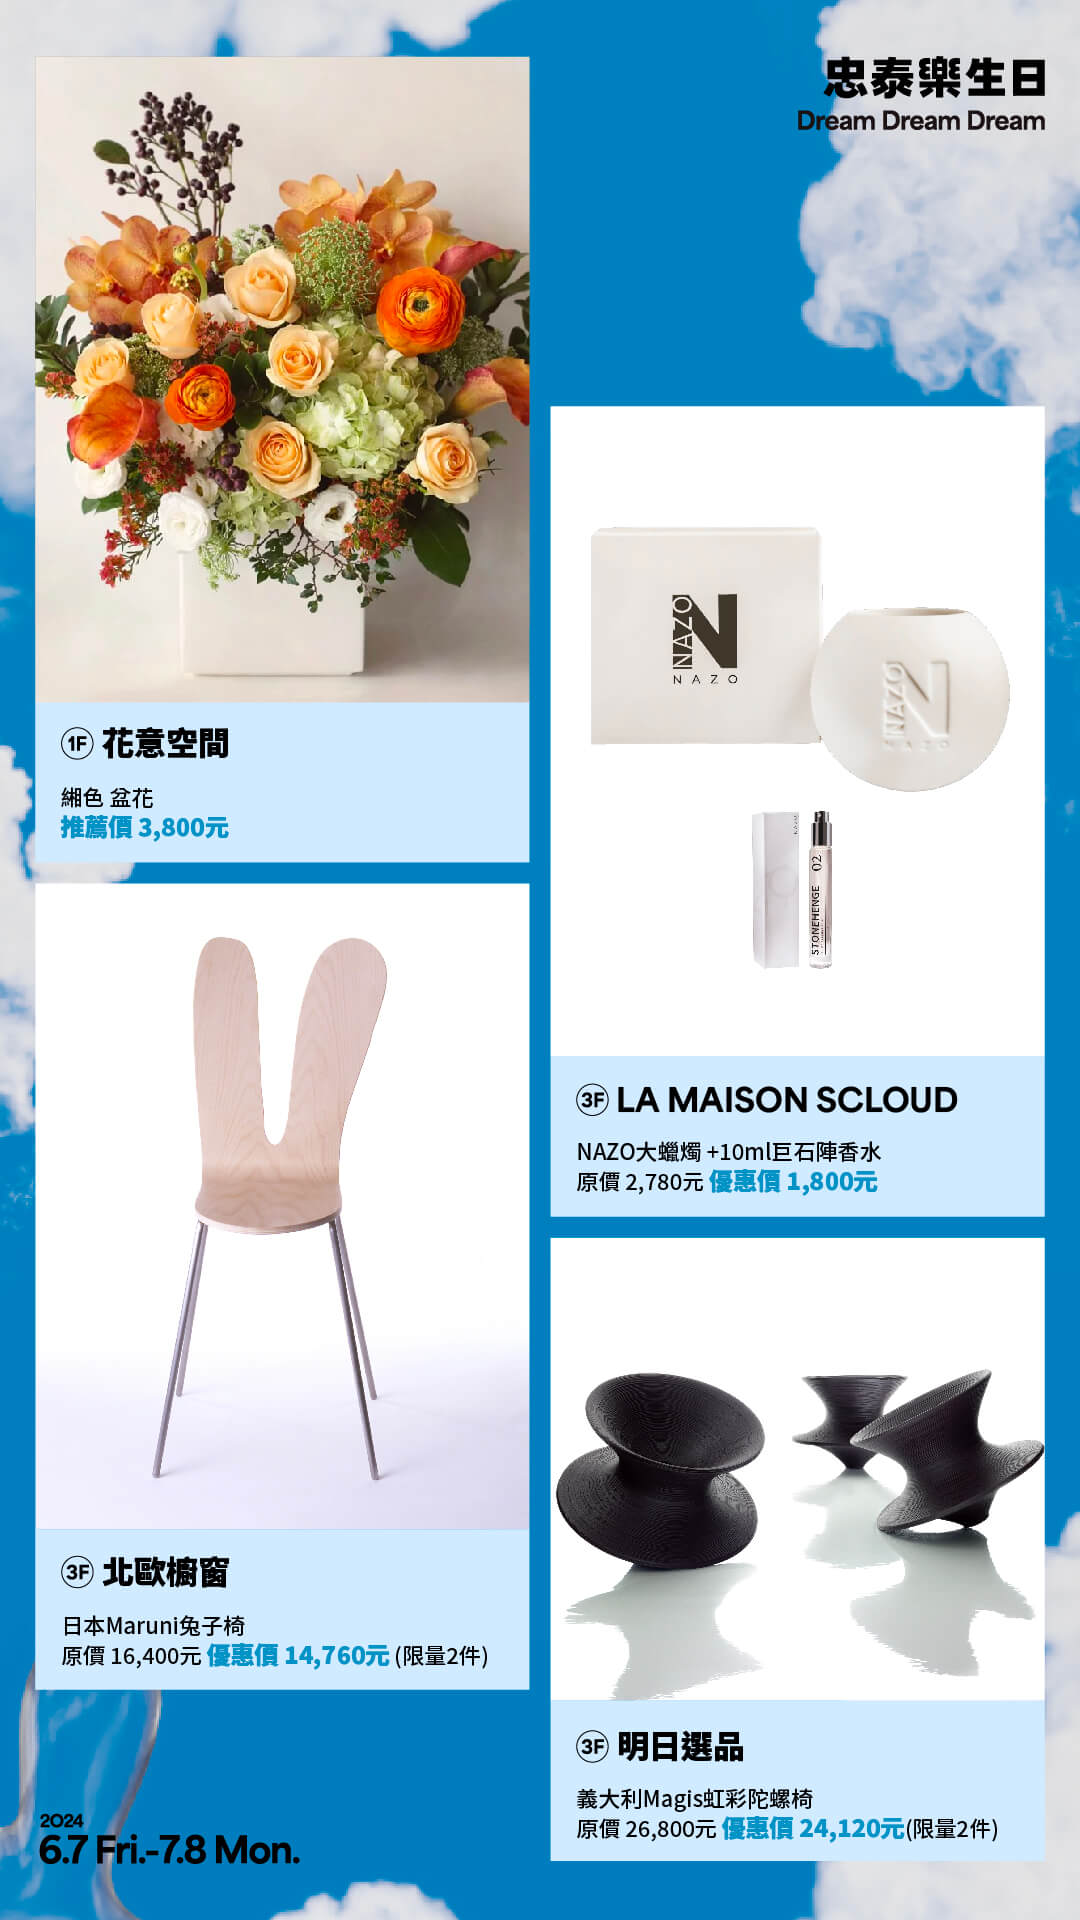 忠泰樂生日
Dream Dream Dream
1F 花意空間
緗色 盆花
推薦價 3,800元
NAZO
N
NAZO
NAZO
N
NAZO
NAZO
STONEHENGE 02
3F LA MAISON SCLOUD
NAZO大蠟燭 +10ml巨石陣香水
原價 2,780元 優惠價 1,800元
3F 北歐櫥窗
日本Maruni兔子椅
原價 16,400元 優惠價 14,760元 (限量2件)
3F 明日選品
義大利Magis虹彩陀螺椅
原價 26,800元 優惠價 24,120元(限量2件)
2024
6.7 Fri.-7.8 Mon.